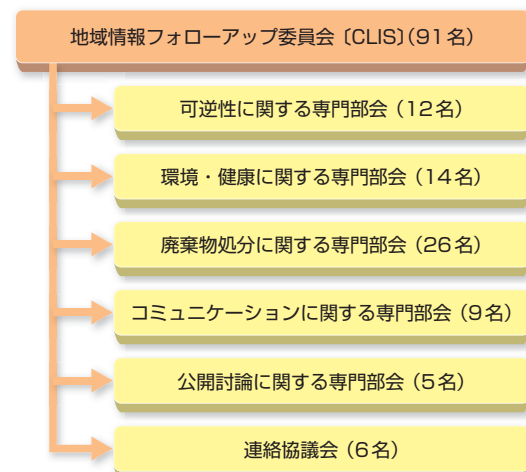 地域情報フォローアップ委員会〔CLIS〕(91名)
可逆性に関する専門部会(12名)
環境・健康に関する専門部会(14名)
廃棄物処分に関する専門部会(26名)
コミュニケーションに関する専門部会(9名)
公開討論に関する専門部会(5名)
連絡協議会(6名)